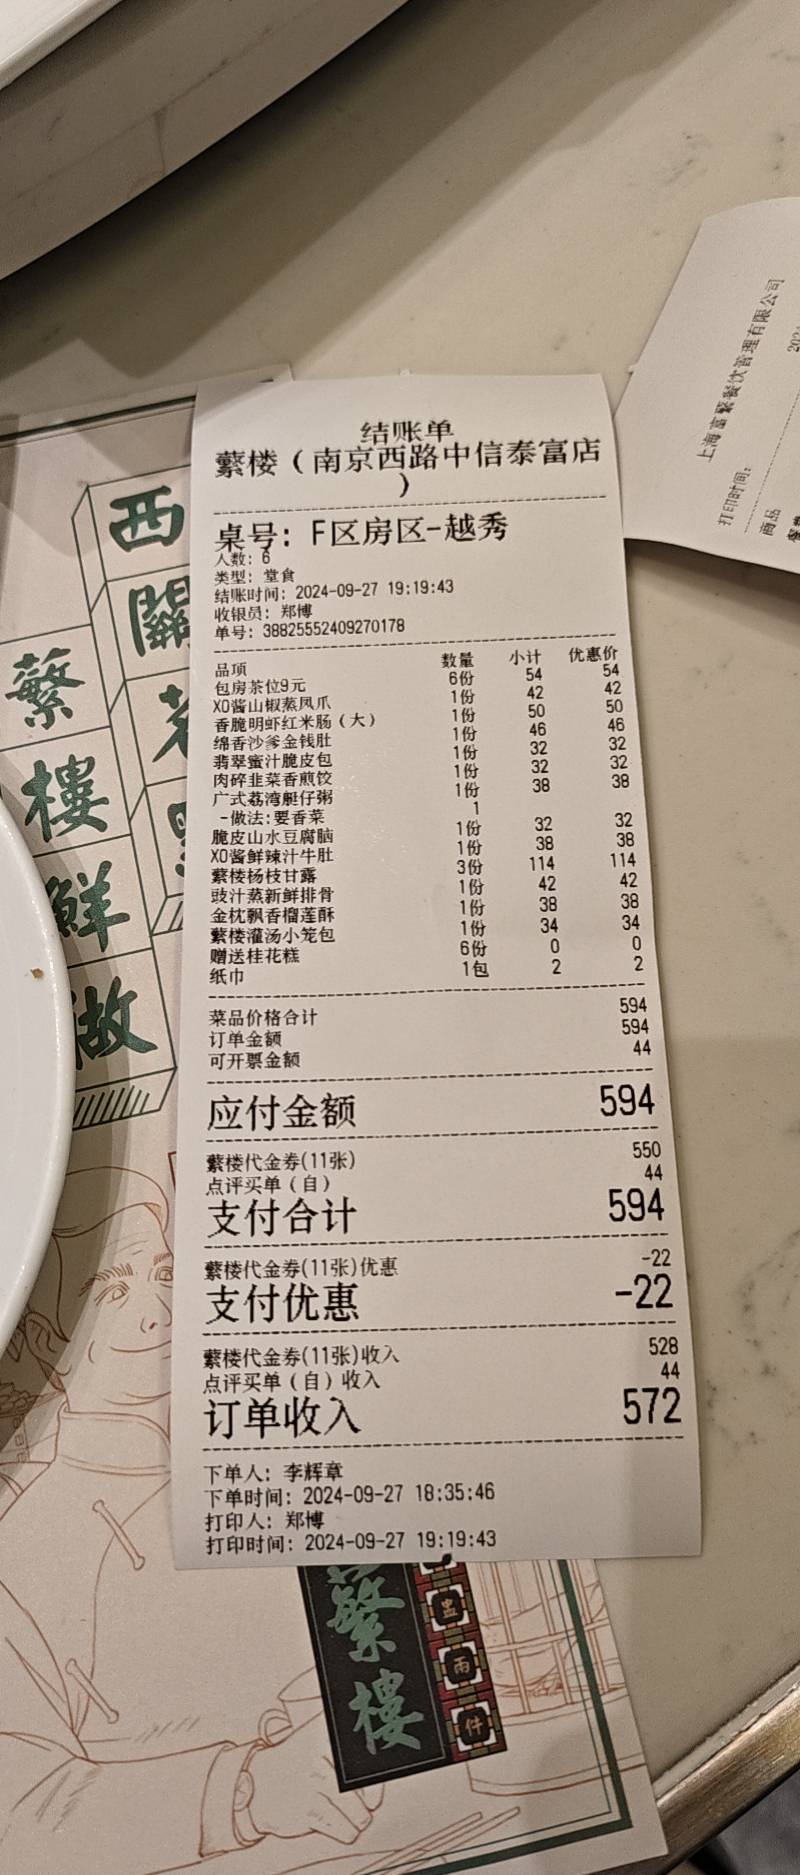 结账单
蘩楼（南京西路中信泰富店
）
桌号: F区房区-越秀
人数: 6
类型: 堂食
结账时间: 2024-09-27 19:19:43
收银员: 郑博
单号: 38825552409270178
品项 数量 小计 优惠价
包房茶位9元 6份 54 54
XO酱山椒蒸凤爪 1份 42 42
香脆明虾红米肠（大） 1份 50 50
绵香沙爹金钱肚 1份 46 46
翡翠蜜汁脆皮包 1份 32 32
肉碎韭菜香煎饺 1份 32 32
广式荔湾艇仔粥 1份 38 38
-做法:要香菜 1
脆皮山水豆腐脑 1份 32 32
XO酱鲜辣汁牛肚 1份 38 38
蘩楼杨枝甘露 3份 114 114
豉汁蒸新鲜排骨 1份 42 42
金枕飘香榴莲酥 1份 38 38
蘩楼灌汤小笼包 1份 34 34
赠送桂花糕 6份 0 0
纸巾 1包 2 2
菜品价格合计 594
订单金额 594
可开票金额 44
应付金额 594
蘩楼代金券(11张) 550
点评买单（自） 44
支付合计 594
蘩楼代金券(11张)优惠 -22
支付优惠 -22
蘩楼代金券(11张)收入 528
点评买单（自）收入 44
订单收入 572
下单人: 李辉章
下单时间: 2024-09-27 18:35:46
打印人: 郑博
打印时间: 2024-09-27 19:19:43
上海富蘩餐饮管理有限公司
打印时间:
商品
西關茗
蘩樓鮮做
蘩樓